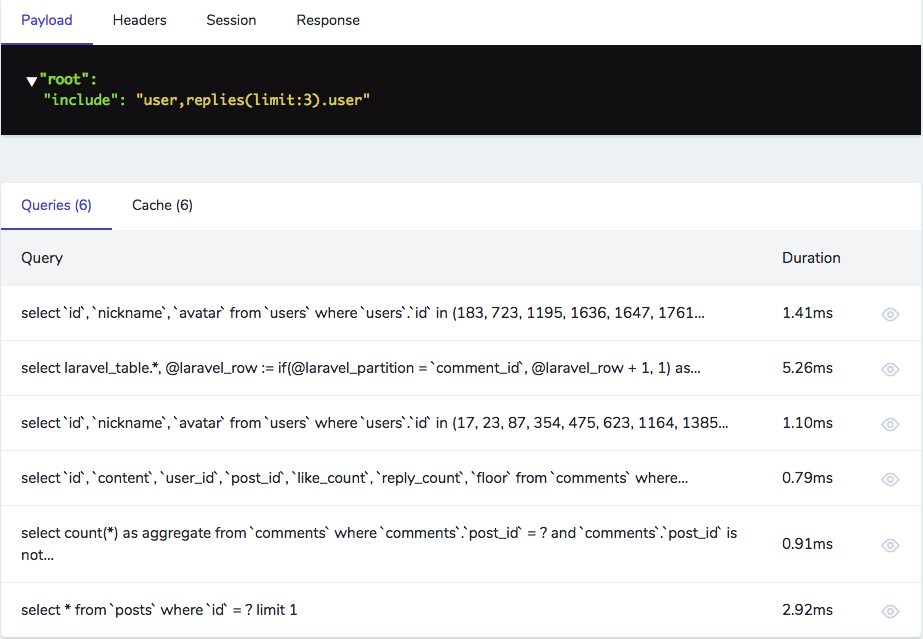 Payload Headers Session Response
▼"root":
"include": "user,replies(limit:3).user"
Queries (6) Cache (6)
Query Duration
select `id`, `nickname`, `avatar` from `users` where `users`.`id` in (183, 723, 1195, 1636, 1647, 1761... 1.41ms
select laravel_table.*, @laravel_row := if(@laravel_partition = `comment_id`, @laravel_row + 1, 1) as... 5.26ms
select `id`, `nickname`, `avatar` from `users` where `users`.`id` in (17, 23, 87, 354, 475, 623, 1164, 1385... 1.10ms
select `id`, `content`, `user_id`, `post_id`, `like_count`, `reply_count`, `floor` from `comments` where... 0.79ms
select count(*) as aggregate from `comments` where `comments`.`post_id` = ? and `comments`.`post_id` is
not... 0.91ms
select * from `posts` where `id` = ? limit 1 2.92ms